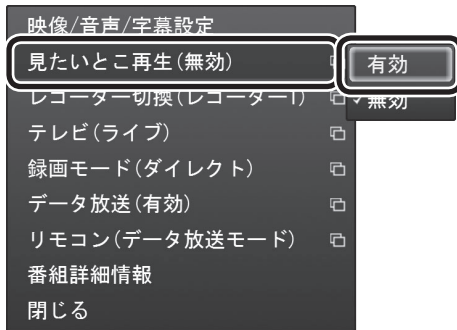 映像/音声/字幕設定
見たいとこ再生(無効)
有効
レコーダー切換(レコーダー1)
✓無効
テレビ(ライブ)
録画モード(ダイレクト)
データ放送(有効)
リモコン(データ放送モード)
番組詳細情報
閉じる